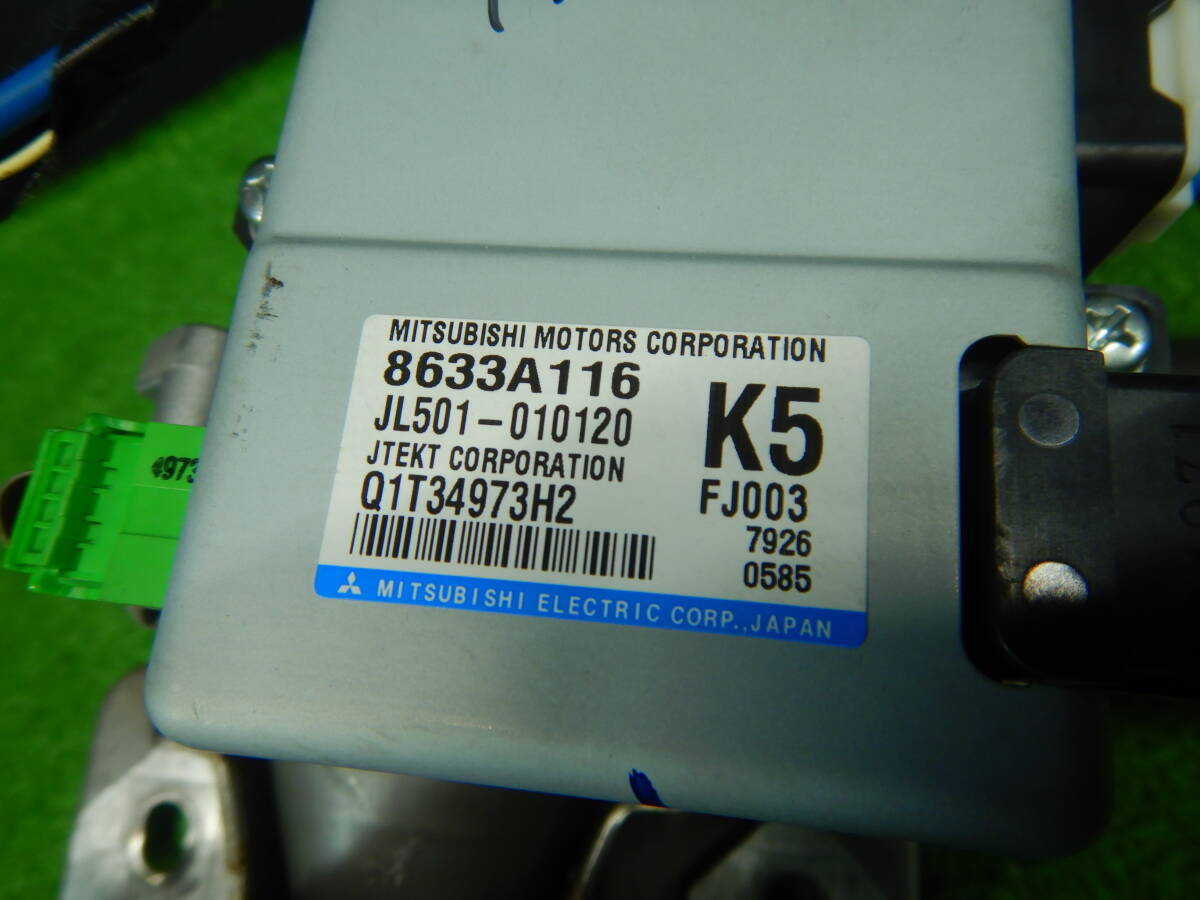 MITSUBISHI MOTORS CORPORATION
8633A116
K5
JL501-010120
JTEKT CORPORATION
Q1T34973H2
FJ003
7926
0585
MITSUBISHI ELECTRIC CORP.,JAPAN